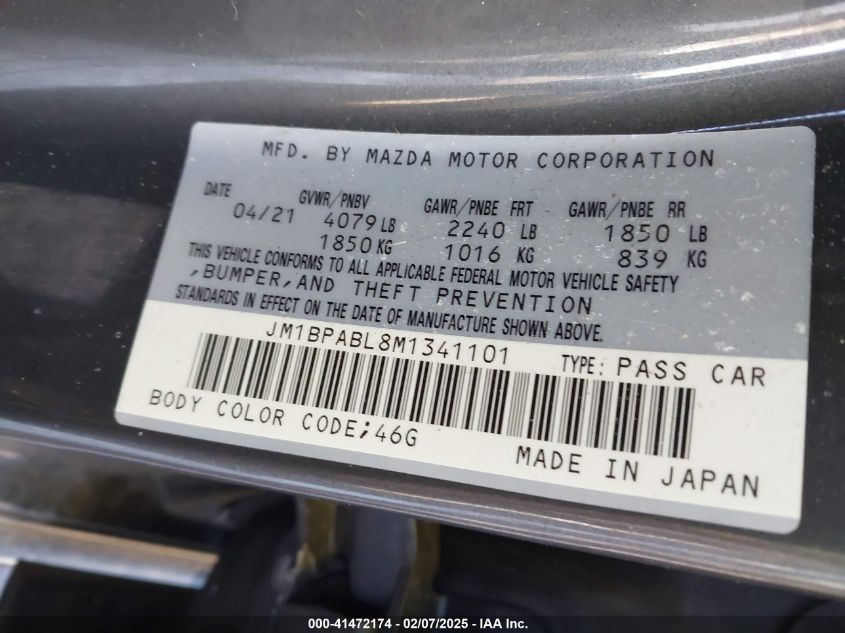 MFD. BY MAZDA MOTOR CORPORATION
DATE GVWR/PNBV GAWR/PNBE FRT GAWR/PNBE RR
04/21 4079 LB 2240 LB 1850 LB
1850 KG 1016 KG 839 KG
THIS VEHICLE CONFORMS TO ALL APPLICABLE FEDERAL MOTOR VEHICLE SAFETY
,BUMPER,AND THEFT PREVENTION
STANDARDS IN EFFECT ON THE DATE OF MANUFACTURE SHOWN ABOVE.
JM1BPABL8M1341101 TYPE: PASS CAR
BODY COLOR CODE;46G
MADE IN JAPAN
000-41472174 — 02/07/2025 — IAA Inc.